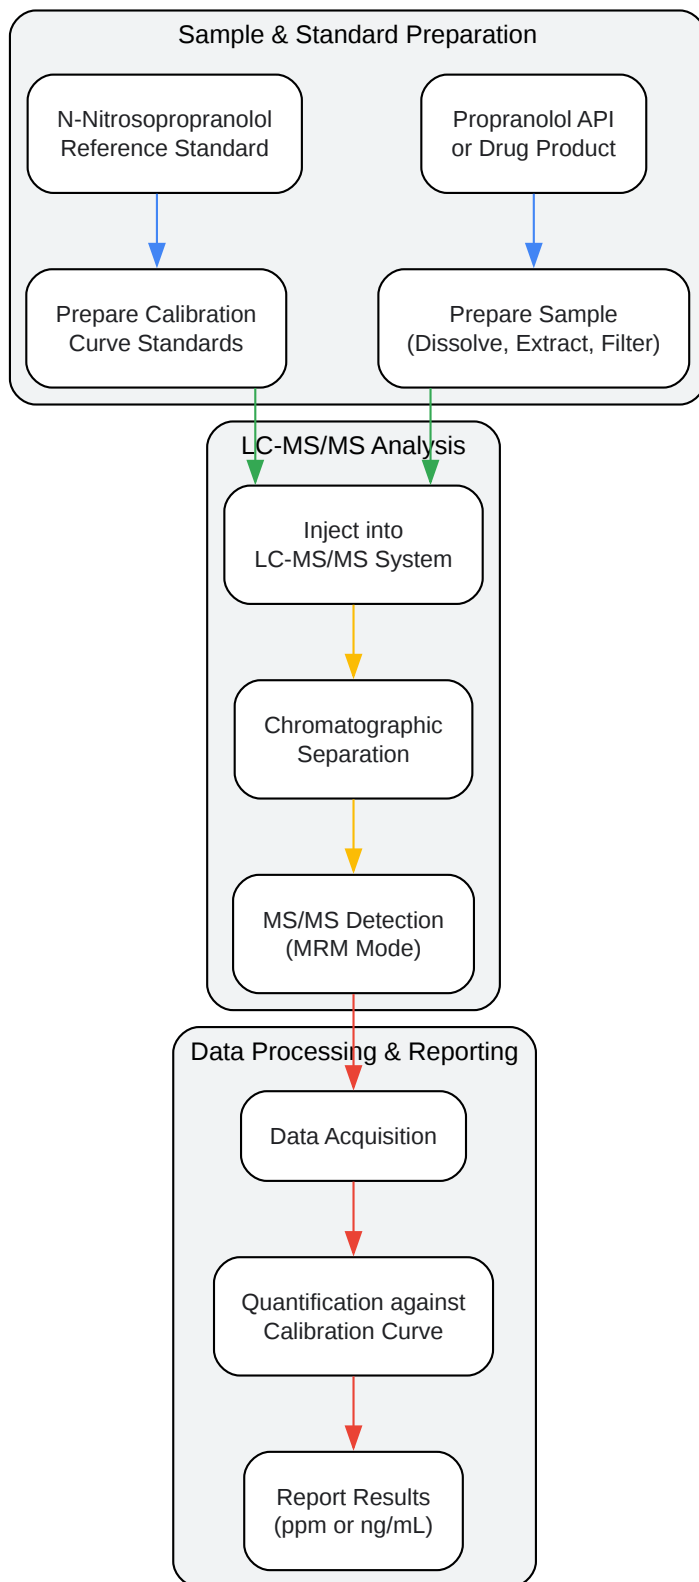 Sample & Standard Preparation
N-Nitrosopropranolol
Reference Standard
Propranolol API
or Drug Product
Prepare Calibration
Curve Standards
Prepare Sample
(Dissolve, Extract, Filter)
LC-MS/MS Analysis
Inject into
LC-MS/MS System
Chromatographic
Separation
MS/MS Detection
(MRM Mode)
Data Processing & Reporting
Data Acquisition
Quantification against
Calibration Curve
Report Results
(ppm or ng/mL)